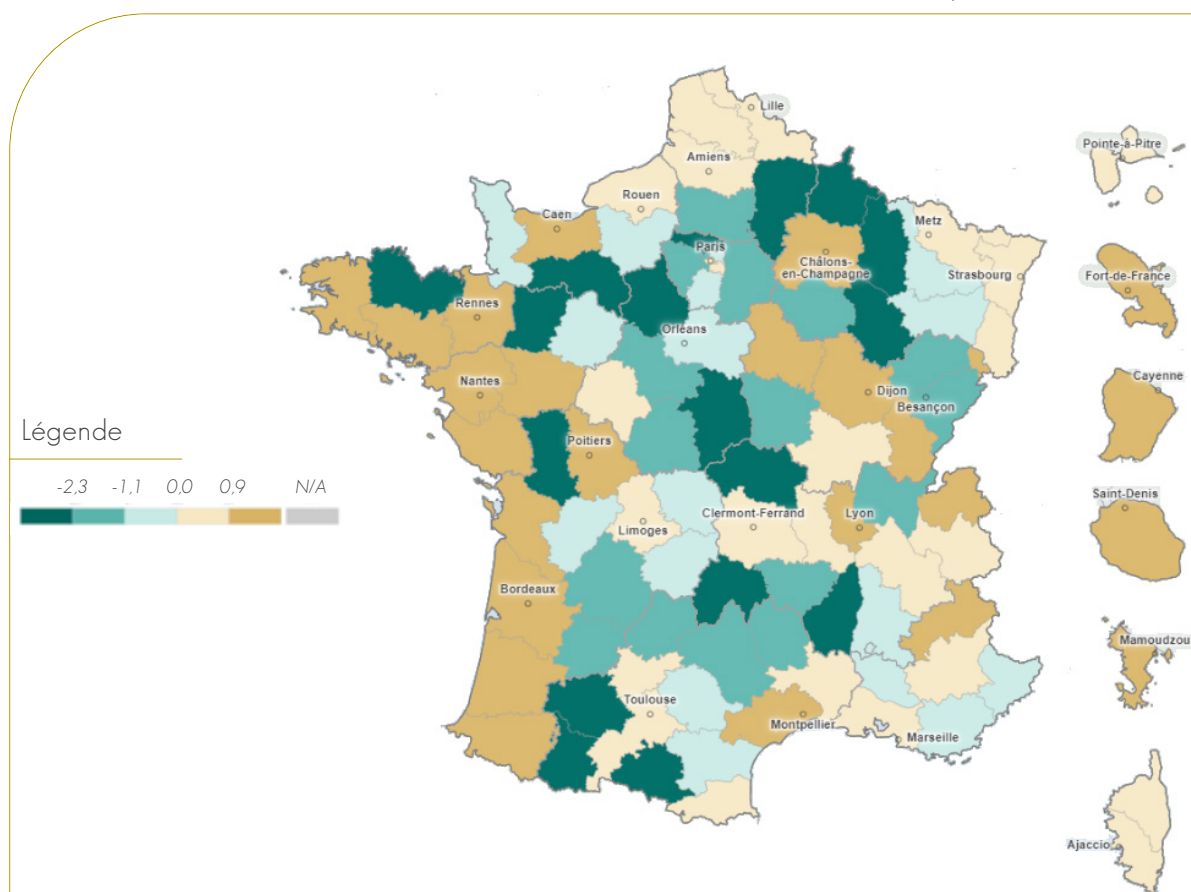 Lille
Pointe-à-Pitre
Amiens
Rouen
Metz
Caen
Paris
Châlons-
en-Champagne
Strasbourg
Fort-de-France
Rennes
Orléans
Cayenne
Nantes
Dijon
Besançon
Légende
Poitiers
-2,3 -1,1 0,0 0,9 N/A
Saint-Denis
Clermont-Ferrand
Lyon
Limoges
Bordeaux
Mamoudzou
Toulouse
Montpellier
Marseille
Ajaccio